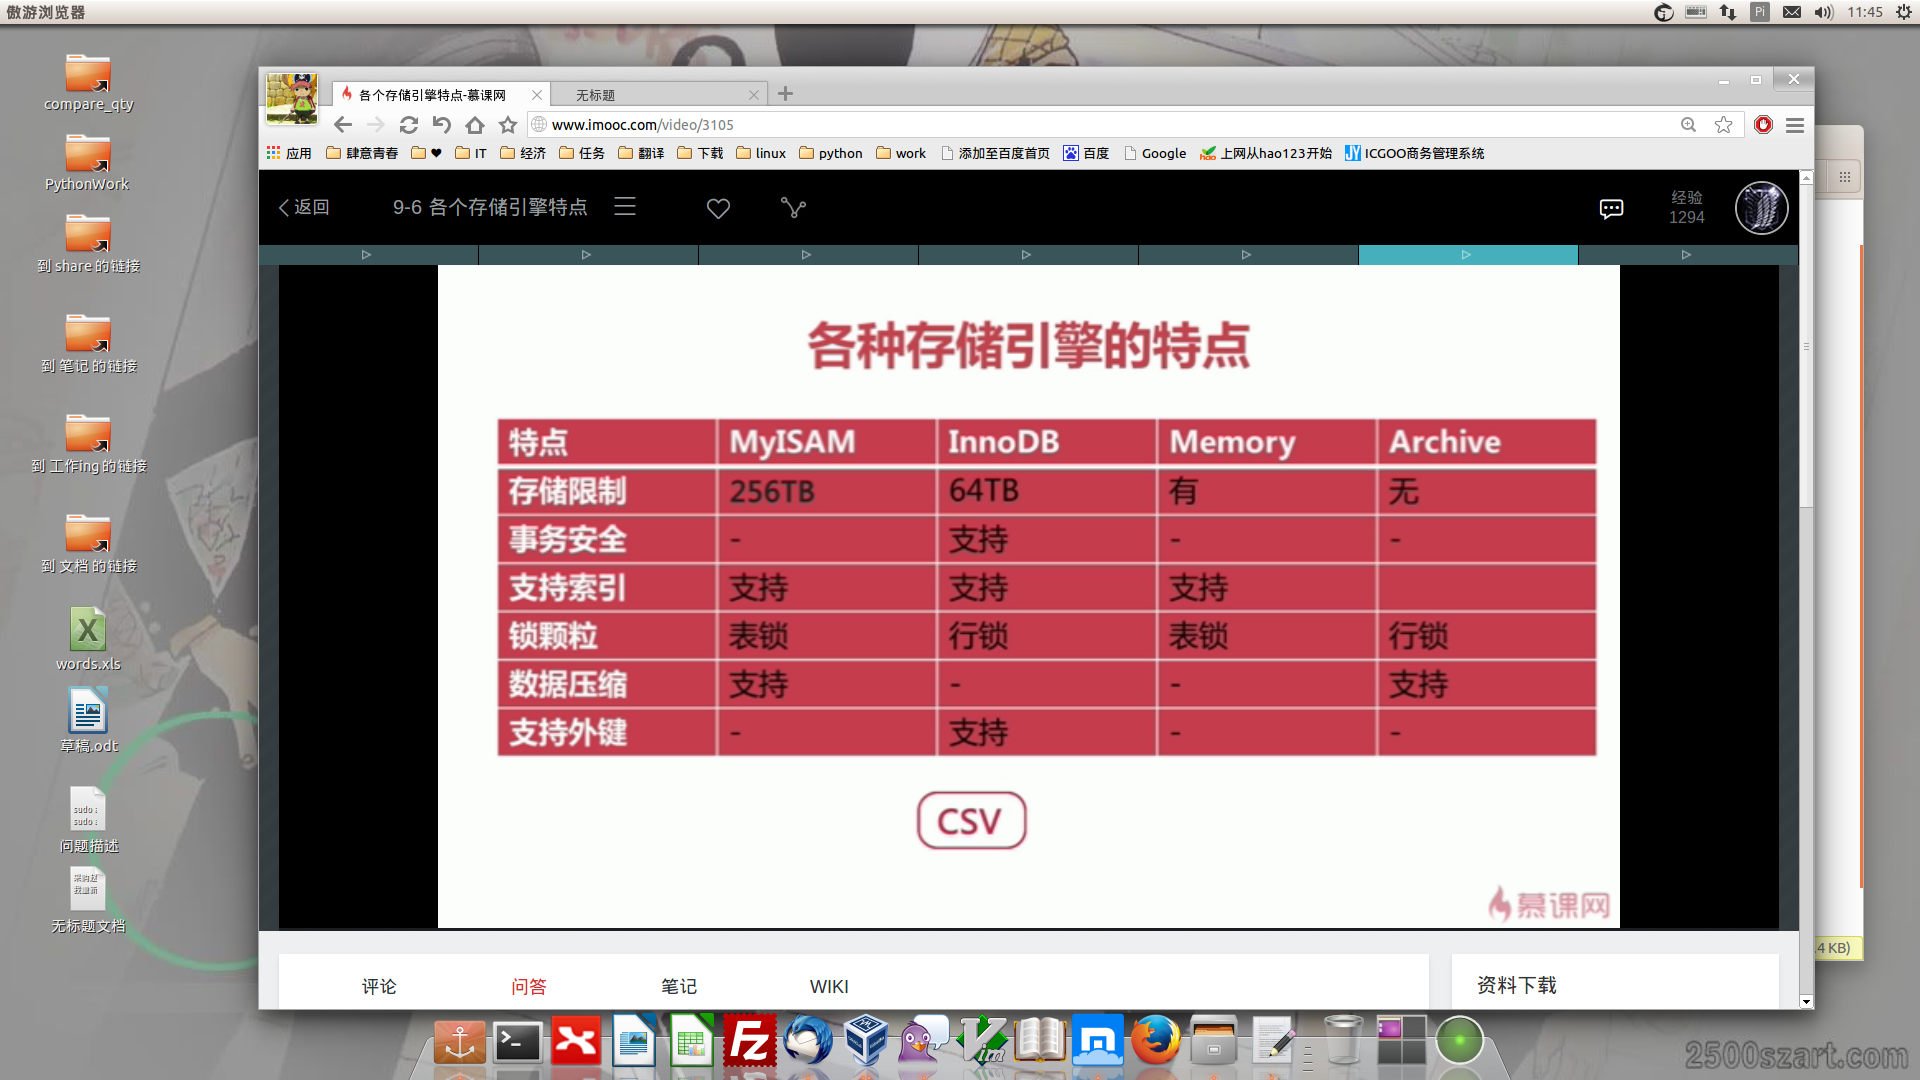 傲游浏览器
Pi
11:45
compare_qty
PythonWork
到 share 的链接
到 笔记 的链接
到 工作ing 的链接
到 文档 的链接
words.xls
草稿.odt
sudo
sudo
问题描述
无标题文档
各个存储引擎特点-慕课网
无标题
www.imooc.com/video/3105
应用 肆意青春 ♥ IT 经济 任务 翻译 下载 linux python work 添加至百度首页 百度 Google 上网从hao123开始 ICGOO商务管理系统
返回 9-6 各个存储引擎特点
经验
1294
各种存储引擎的特点
特点 MyISAM InnoDB Memory Archive
存储限制 256TB 64TB 有 无
事务安全 - 支持 - -
支持索引 支持 支持 支持
锁颗粒 表锁 行锁 表锁 行锁
数据压缩 支持 - - 支持
支持外键 - 支持 - -
CSV
慕课网
4 KB)
评论 问答 笔记 WIKI
资料下载
2500szart.com